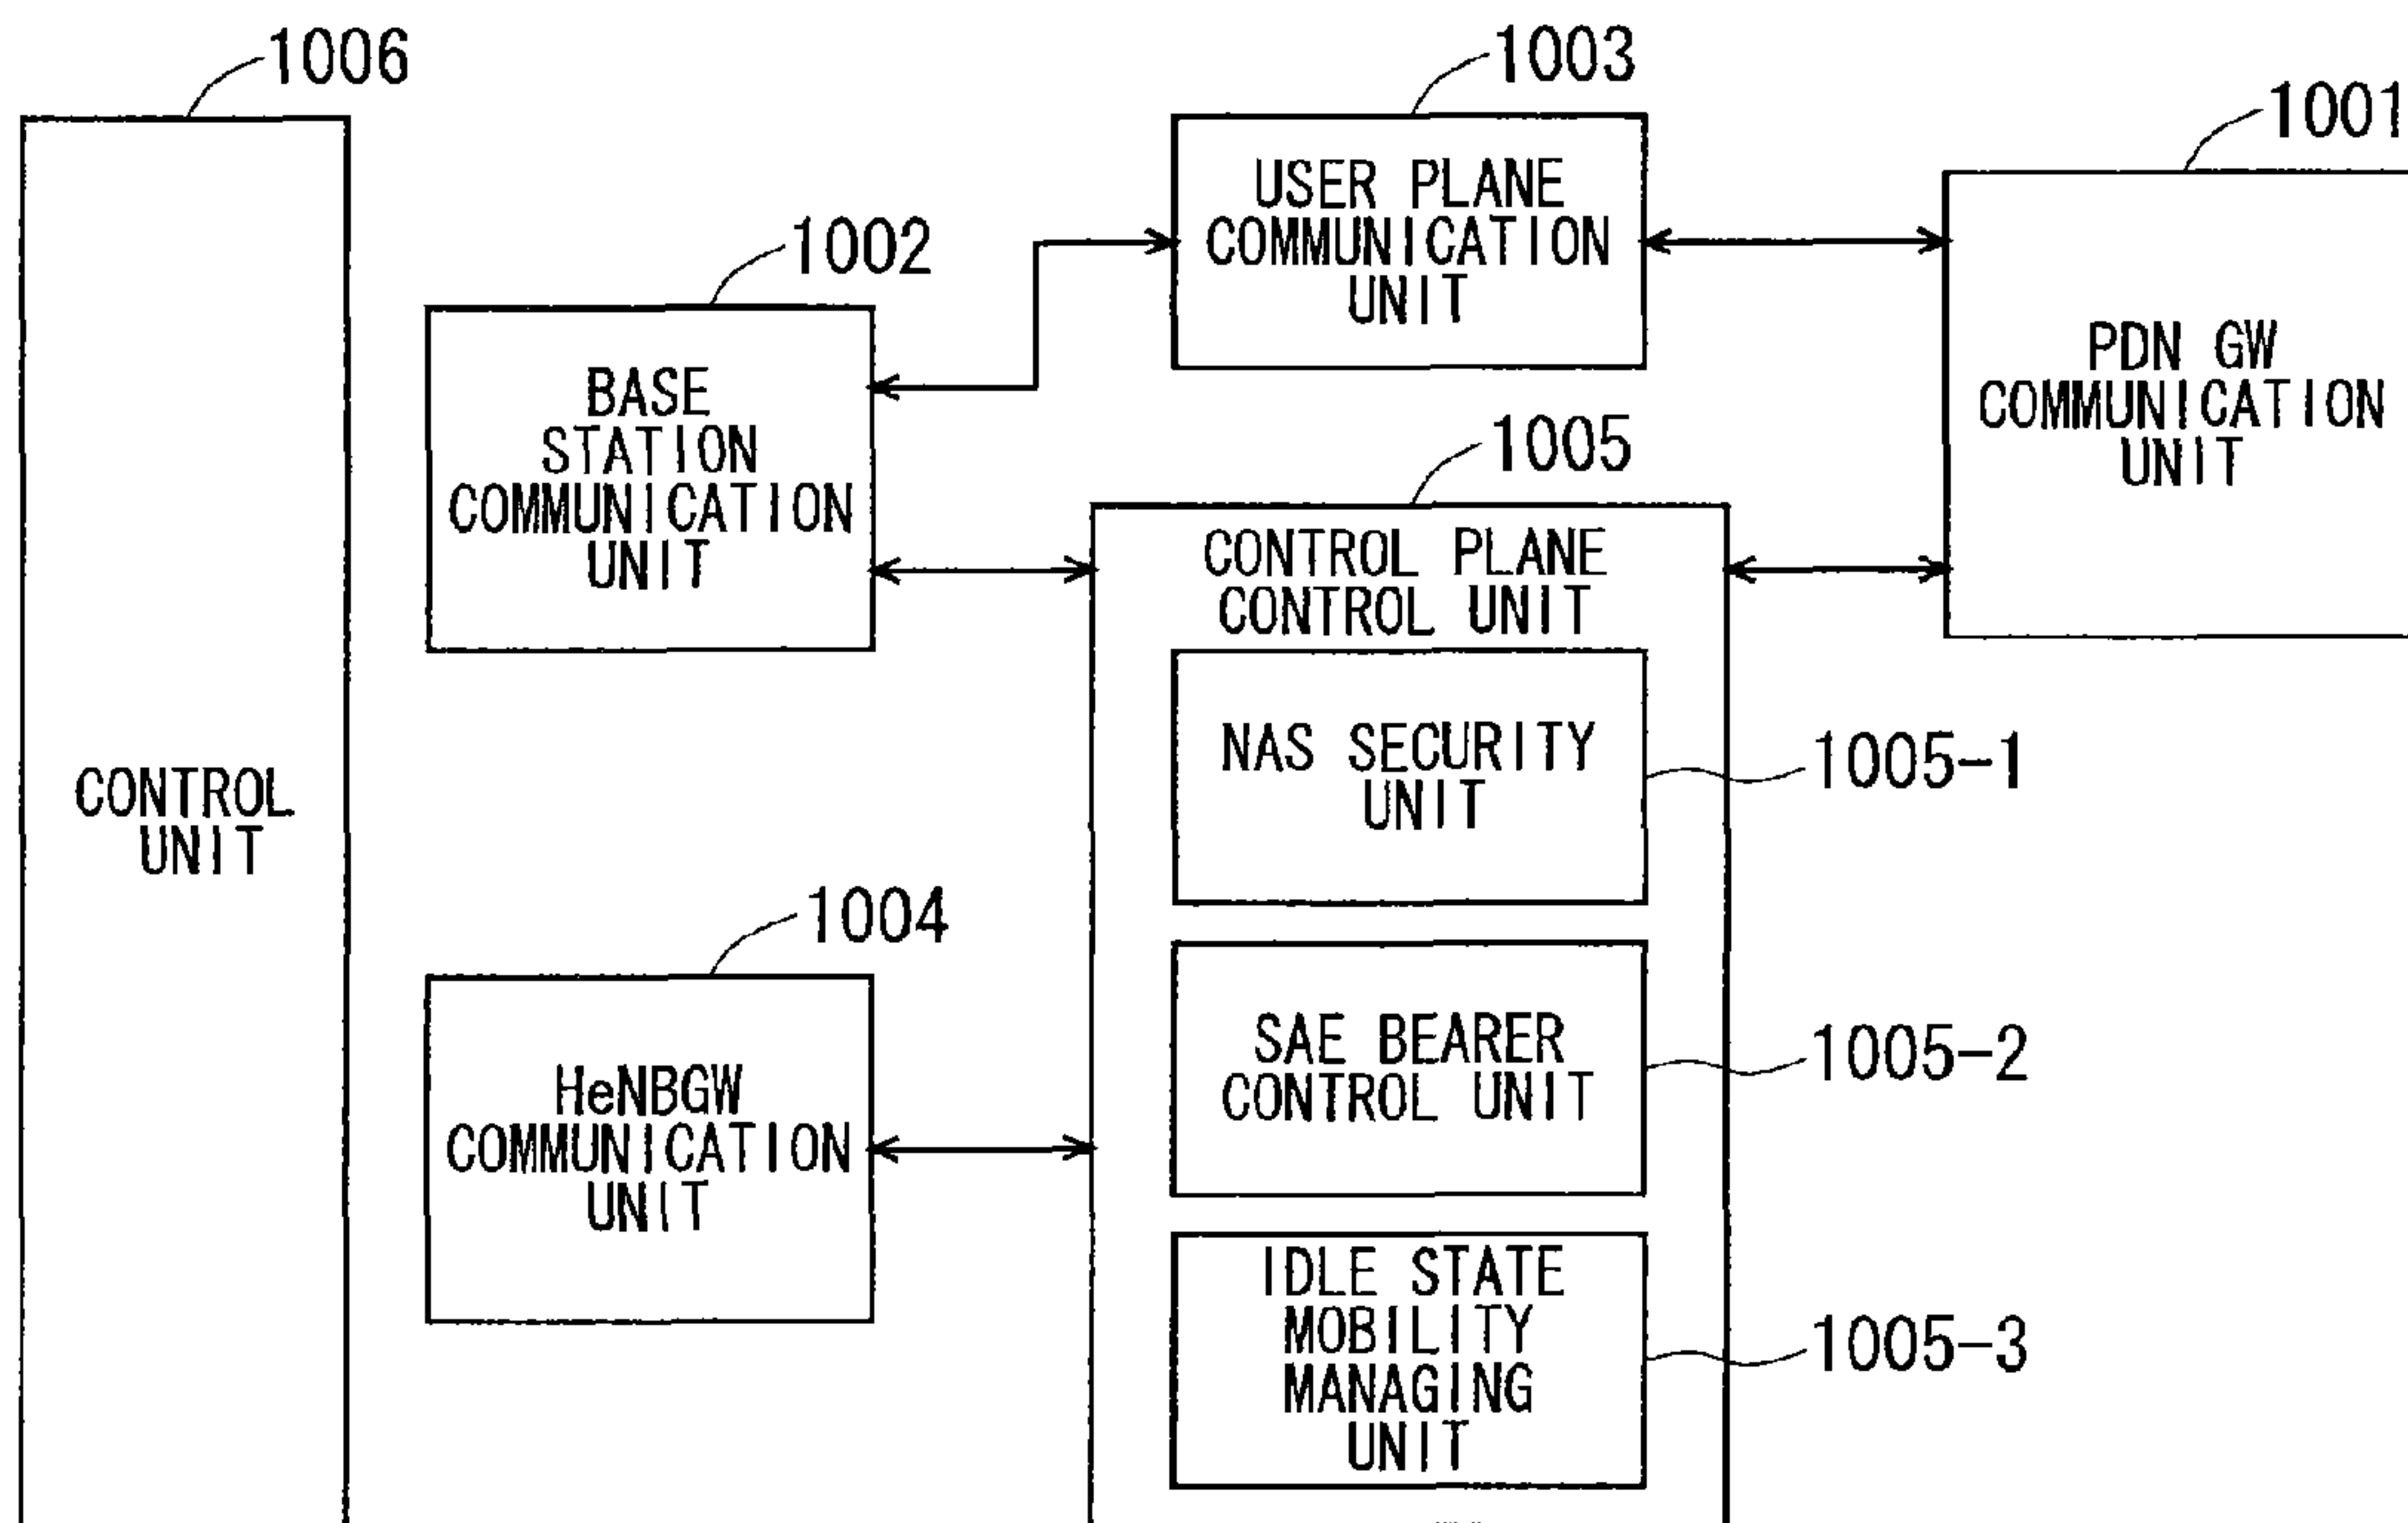 1006
CONTROL
UNIT
1002
BASE
STATION
COMMUNICATION
UNIT
1004
HeNBGW
COMMUNICATION
UNIT
1003
USER PLANE
COMMUNICATION
UNIT
1005
CONTROL PLANE
CONTROL UNIT
NAS SECURITY
UNIT
1005-1
SAE BEARER
CONTROL UNIT
1005-2
IDLE STATE
MOBILITY
MANAGING
UNIT
1005-3
1001
PDN GW
COMMUNICATION
UNIT